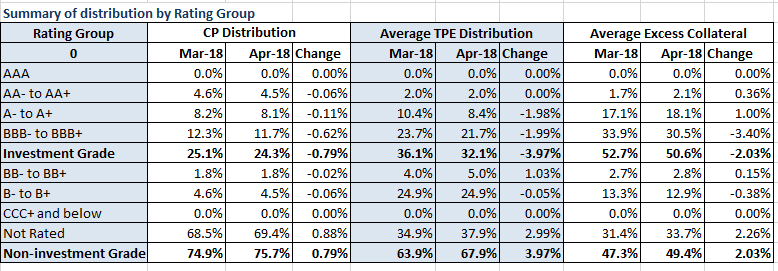 Summary of distribution by Rating Group
Rating Group CP Distribution Average TPE Distribution Average Excess Collateral
0 Mar-18 Apr-18 Change Mar-18 Apr-18 Change Mar-18 Apr-18 Change
AAA 0.0% 0.0% 0.00% 0.0% 0.0% 0.00% 0.0% 0.0% 0.00%
AA- to AA+ 4.6% 4.5% -0.06% 2.0% 2.0% 0.00% 1.7% 2.1% 0.36%
A- to A+ 8.2% 8.1% -0.11% 10.4% 8.4% -1.98% 17.1% 18.1% 1.00%
BBB- to BBB+ 12.3% 11.7% -0.62% 23.7% 21.7% -1.99% 33.9% 30.5% -3.40%
Investment Grade 25.1% 24.3% -0.79% 36.1% 32.1% -3.97% 52.7% 50.6% -2.03%
BB- to BB+ 1.8% 1.8% -0.02% 4.0% 5.0% 1.03% 2.7% 2.8% 0.15%
B- to B+ 4.6% 4.5% -0.06% 24.9% 24.9% -0.05% 13.3% 12.9% -0.38%
CCC+ and below 0.0% 0.0% 0.00% 0.0% 0.0% 0.00% 0.0% 0.0% 0.00%
Not Rated 68.5% 69.4% 0.88% 34.9% 37.9% 2.99% 31.4% 33.7% 2.26%
Non-investment Grade 74.9% 75.7% 0.79% 63.9% 67.9% 3.97% 47.3% 49.4% 2.03%